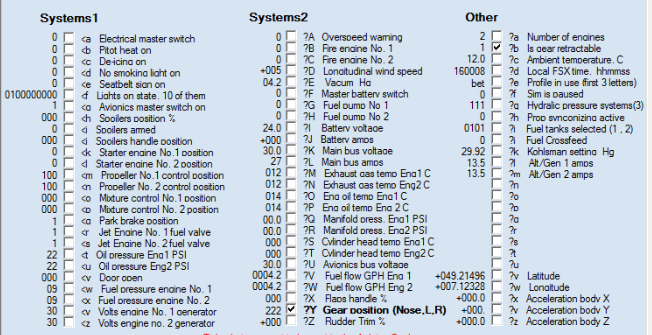 Systems1
0 <a Electrical master switch
0 <b Pitot heat on
0 <c De-icing on
0 <d No smoking light on
0 <e Seatbelt sign on
0100000000 <f Lights on state. 10 of them
1 <g Avionics master switch on
000 <h Spoilers position %
0 <i Spoilers armed
000 <j Spoilers handle position
0 <k Starter engine No.1 position
0 <l Starter engine No.2 position
100 <m Propeller No.1 control position
100 <n Propeller No. 2 control position
000 <o Mixture control No.1 position
000 <p Mixture control No. 2 position
1 <q Park brake position
1 <r Jet Engine No.1 fuel valve
1 <s Jet Engine No. 2 fuel valve
22 <t Oil pressure Eng1 PSI
22 <u Oil pressure Eng2 PSI
000 <v Door open
09 <w Fuel pressure engine No. 1
09 <x Fuel pressure engine No. 2
30 <y Volts engine No. 1 generator
30 <z Volts engine no. 2 generator
Systems2
0 ?A Overspeed warning
0 ?B Fire engine No. 1
0 ?C Fire engine No. 2
+005 ?D Longitudinal wind speed
04.2 ?E Vacum Hg
0 ?F Master battery switch
0 ?G Fuel pump No 1
0 ?H Fuel pump No 2
24.0 ?I Battery voltage
+000 ?J Battery amps
30.0 ?K Main bus voltage
27 ?L Main bus amps
012 ?M Exhaust gas temp Eng1 C
012 ?N Exhaust gas temp Eng2 C
014 ?O Eng oil temp Eng1 C
014 ?P Eng oil temp Eng2 C
00.0 ?Q Manifold press. Eng1 PSI
00.0 ?R Manifold press. Eng2 PSI
000 ?S Cylinder head temp Eng1 C
000 ?T Cylinder head temp Eng2 C
30.0 ?U Avionics bus voltage
0004.2 ?V Fuel flow GPH Eng 1
0004.2 ?W Fuel flow GPH Eng 2
000 ?X Flaps handle %
222 ?Y Gear position (Nose,L,R)
+000 ?Z Rudder Trim %
Other
2 ?a Number of engines
1 ?b Is gear retractable
12.0 ?c Ambient temperature. C
160008 ?d Local FSX time. hhmmss
bet ?e Profile in use (first 3 letters)
0 ?f Sim is paused
111 ?g Hydralic pressure systems(3)
0 ?h Prop synconizing active
0101 ?i Fuel tanks selected (1 , 2)
0 ?j Fuel Crossfeed
29.92 ?k Kohlsman setting Hg
13.5 ?l Alt/Gen 1 amps
13.5 ?m Alt/Gen 2 amps
?n
?o
?p
?q
?r
?s
?t
?u
+049.21496 ?v Latitude
+007.12328 ?w Longitude
+000.0 ?x Acceleration body X
+000. ?y Acceleration body Y
+000.0 ?z Acceleration body Z